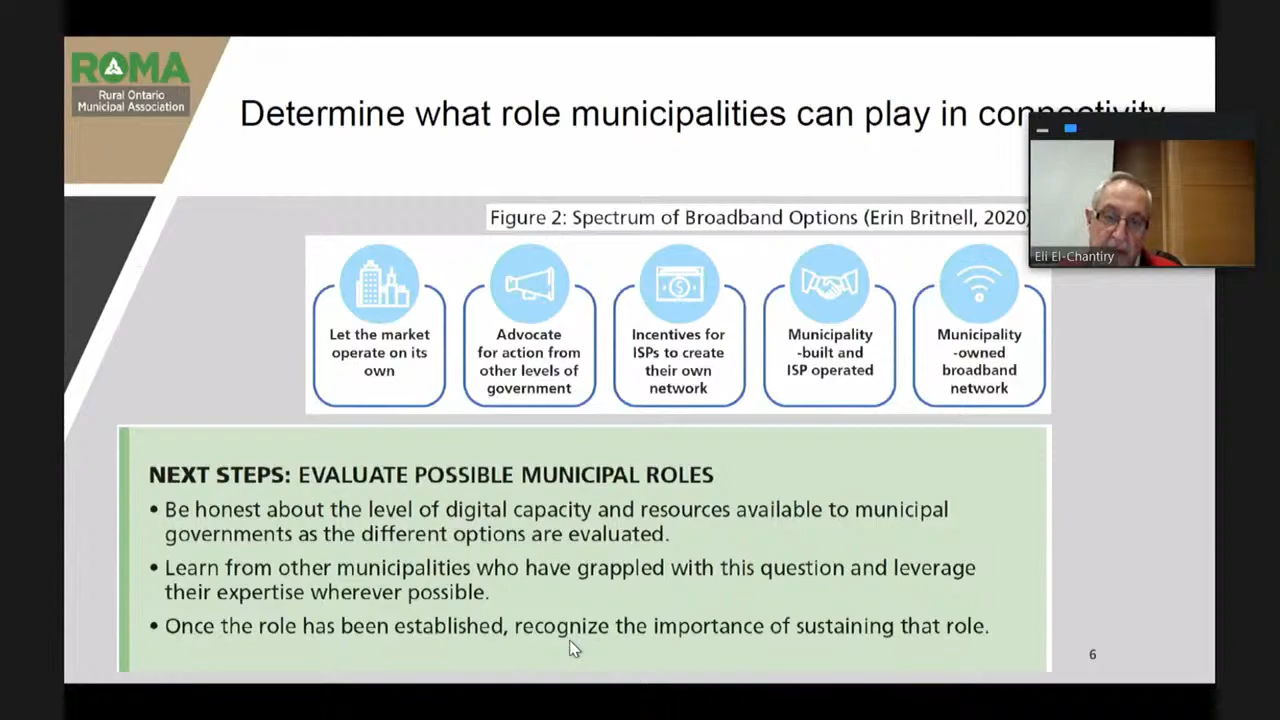 ROMA
Rural Ontario
Municipal Association
Determine what role municipalities can play in connectivity
Figure 2: Spectrum of Broadband Options (Erin Britnell, 2020)
Eli El-Chantiry
Let the market
operate on its
own
Advocate
for action from
other levels of
government
Incentives for
ISPs to create
their own
network
Municipality
-built and
ISP operated
Municipality
-owned
broadband
network
NEXT STEPS: EVALUATE POSSIBLE MUNICIPAL ROLES
• Be honest about the level of digital capacity and resources available to municipal
governments as the different options are evaluated.
• Learn from other municipalities who have grappled with this question and leverage
their expertise wherever possible.
• Once the role has been established, recognize the importance of sustaining that role.
6